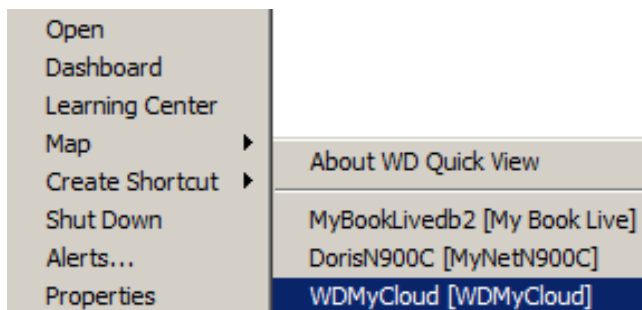 Open
Dashboard
Learning Center
Map
Create Shortcut
Shut Down
Alerts...
Properties
About WD Quick View
MyBookLivedb2 [My Book Live]
DorisN900C [MyNetN900C]
WDMyCloud [WDMyCloud]